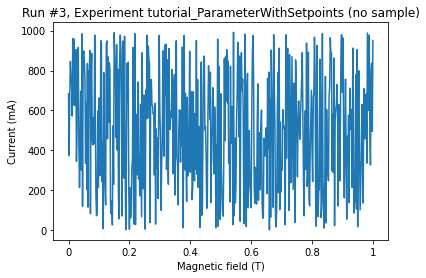 Run #3, Experiment tutorial_ParameterWithSetpoints (no sample)
1000
800
600
400
200
0
Current (mA)
0 0.2 0.4 0.6 0.8 1
Magnetic field (T)